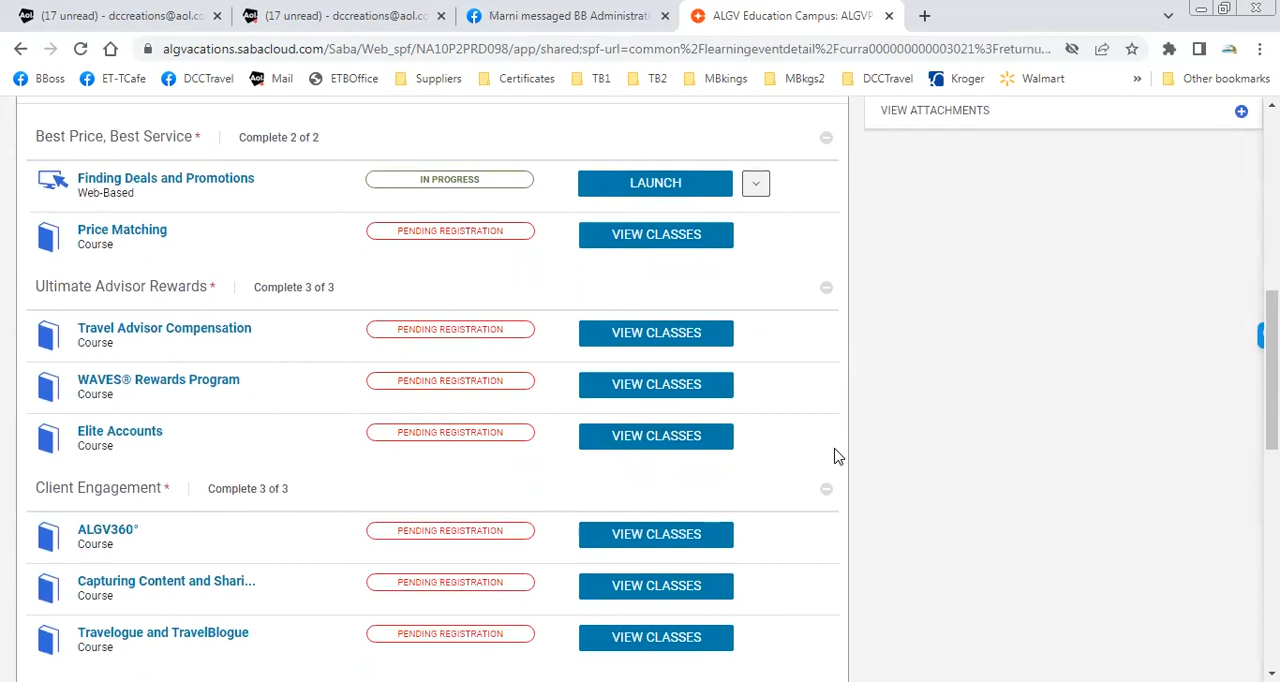 (17 unread) - dccreations@aol.co
(17 unread) - dccreations@aol.co
Marni messaged BB Administrat
ALGV Education Campus: ALGVP
algvacations.sabacloud.com/Saba/Web_spf/NA10P2PRD098/app/shared;spf-url=common%2Flearningeventdetail%2Fcurra000000000003021%3Freturnu...
BBoss
ET-TCafe
DCCTravel
Aol. Mail
ETBOffice
Suppliers
Certificates
TB1
TB2
MBkings
MBkgs2
DCCTravel
Kroger
Walmart
»
Other bookmarks
VIEW ATTACHMENTS
Best Price, Best Service * Complete 2 of 2
Finding Deals and Promotions
Web-Based
IN PROGRESS
LAUNCH
Price Matching
Course
PENDING REGISTRATION
VIEW CLASSES
Ultimate Advisor Rewards * Complete 3 of 3
Travel Advisor Compensation
Course
PENDING REGISTRATION
VIEW CLASSES
WAVES® Rewards Program
Course
PENDING REGISTRATION
VIEW CLASSES
Elite Accounts
Course
PENDING REGISTRATION
VIEW CLASSES
Client Engagement * Complete 3 of 3
ALGV360°
Course
PENDING REGISTRATION
VIEW CLASSES
Capturing Content and Shari...
Course
PENDING REGISTRATION
VIEW CLASSES
Travelogue and TravelBlogue
Course
PENDING REGISTRATION
VIEW CLASSES